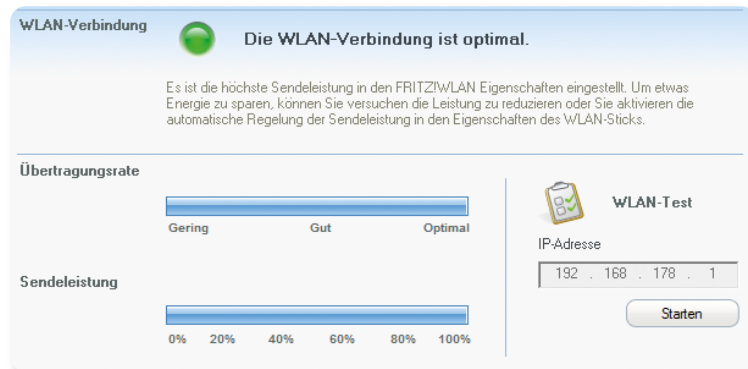 WLAN-Verbindung
Die WLAN-Verbindung ist optimal.
Es ist die höchste Sendeleistung in den FRITZ!WLAN Eigenschaften eingestellt. Um etwas
Energie zu sparen, können Sie versuchen die Leistung zu reduzieren oder Sie aktivieren die
automatische Regelung der Sendeleistung in den Eigenschaften des WLAN-Sticks.
Übertragungsrate
Gering Gut Optimal
Sendeleistung
0% 20% 40% 60% 80% 100%
WLAN-Test
IP-Adresse
192 . 168 . 178 . 1
Starten